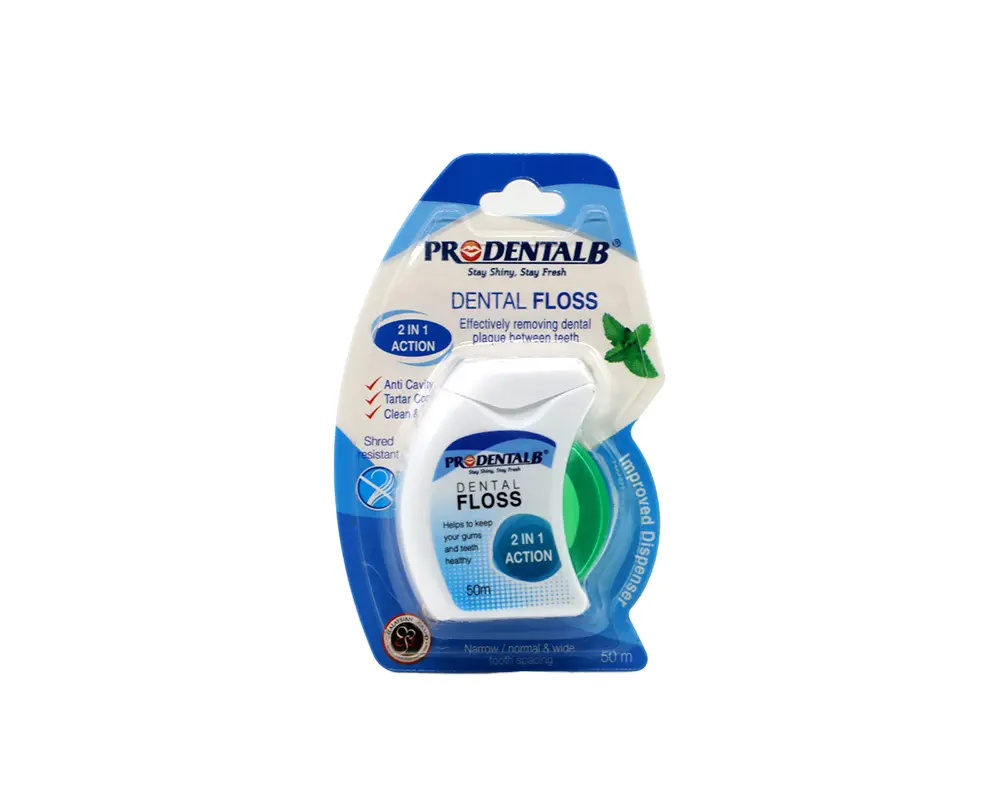 PRODENTALB®
Stay Shiny, Stay Fresh
DENTAL FLOSS
Effectively removing dental
plaque between teeth
2 IN 1
ACTION
Anti Cavity
Tartar
Clean &
Shred
resistant
PRODENTALB®
Stay Shiny, Stay Fresh
DENTAL
FLOSS
Helps to keep
your gums
and teeth
healthy
2 IN 1
ACTION
50m
Improved Dispenser
Narrow / normal & wide
tooth spacing
50 m